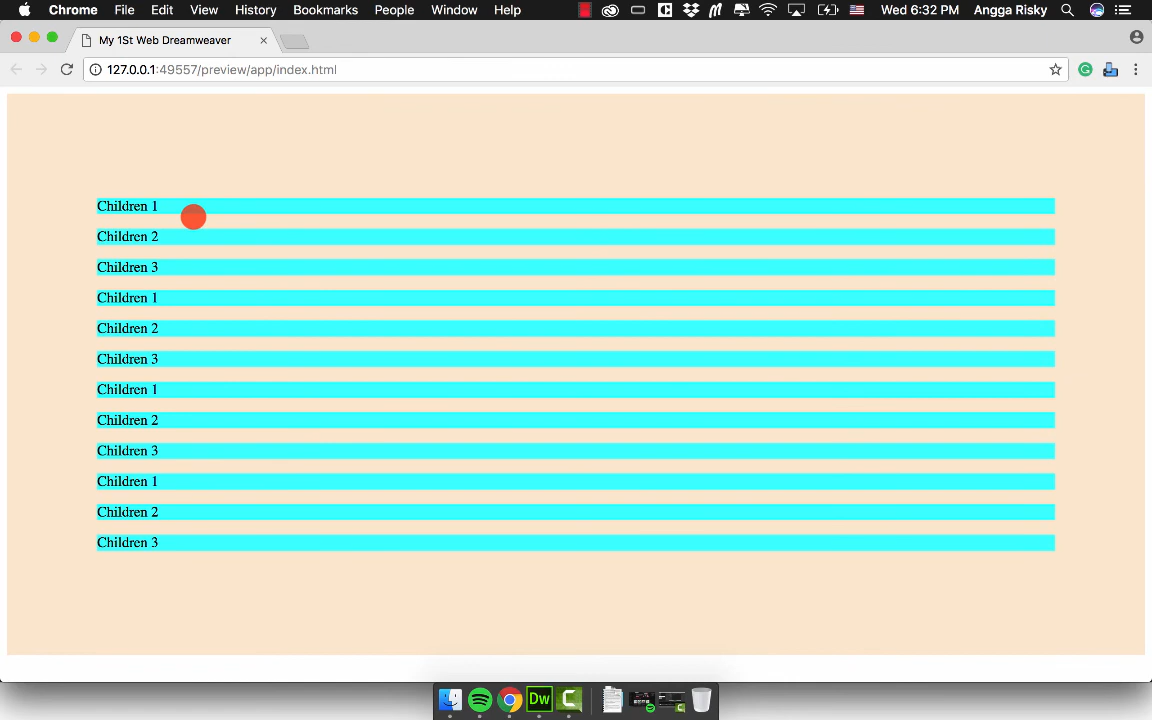 Chrome File Edit View History Bookmarks People Window Help Wed 6:32 PM Angga Risky
My 1St Web Dreamweaver
127.0.0.1:49557/preview/app/index.html
Children 1
Children 2
Children 3
Children 1
Children 2
Children 3
Children 1
Children 2
Children 3
Children 1
Children 2
Children 3
Dw